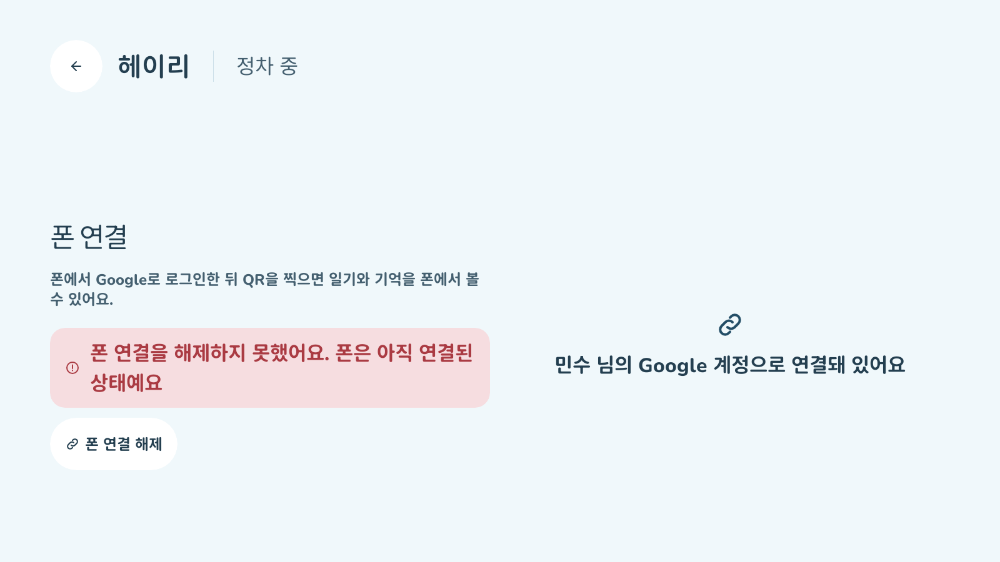 헤이리
정차 중
폰 연결
폰에서 Google로 로그인한 뒤 QR을 찍으면 일기와 기억을 폰에서 볼
수 있어요.
폰 연결을 해제하지 못했어요. 폰은 아직 연결된
상태예요
폰 연결 해제
민수 님의 Google 계정으로 연결돼 있어요